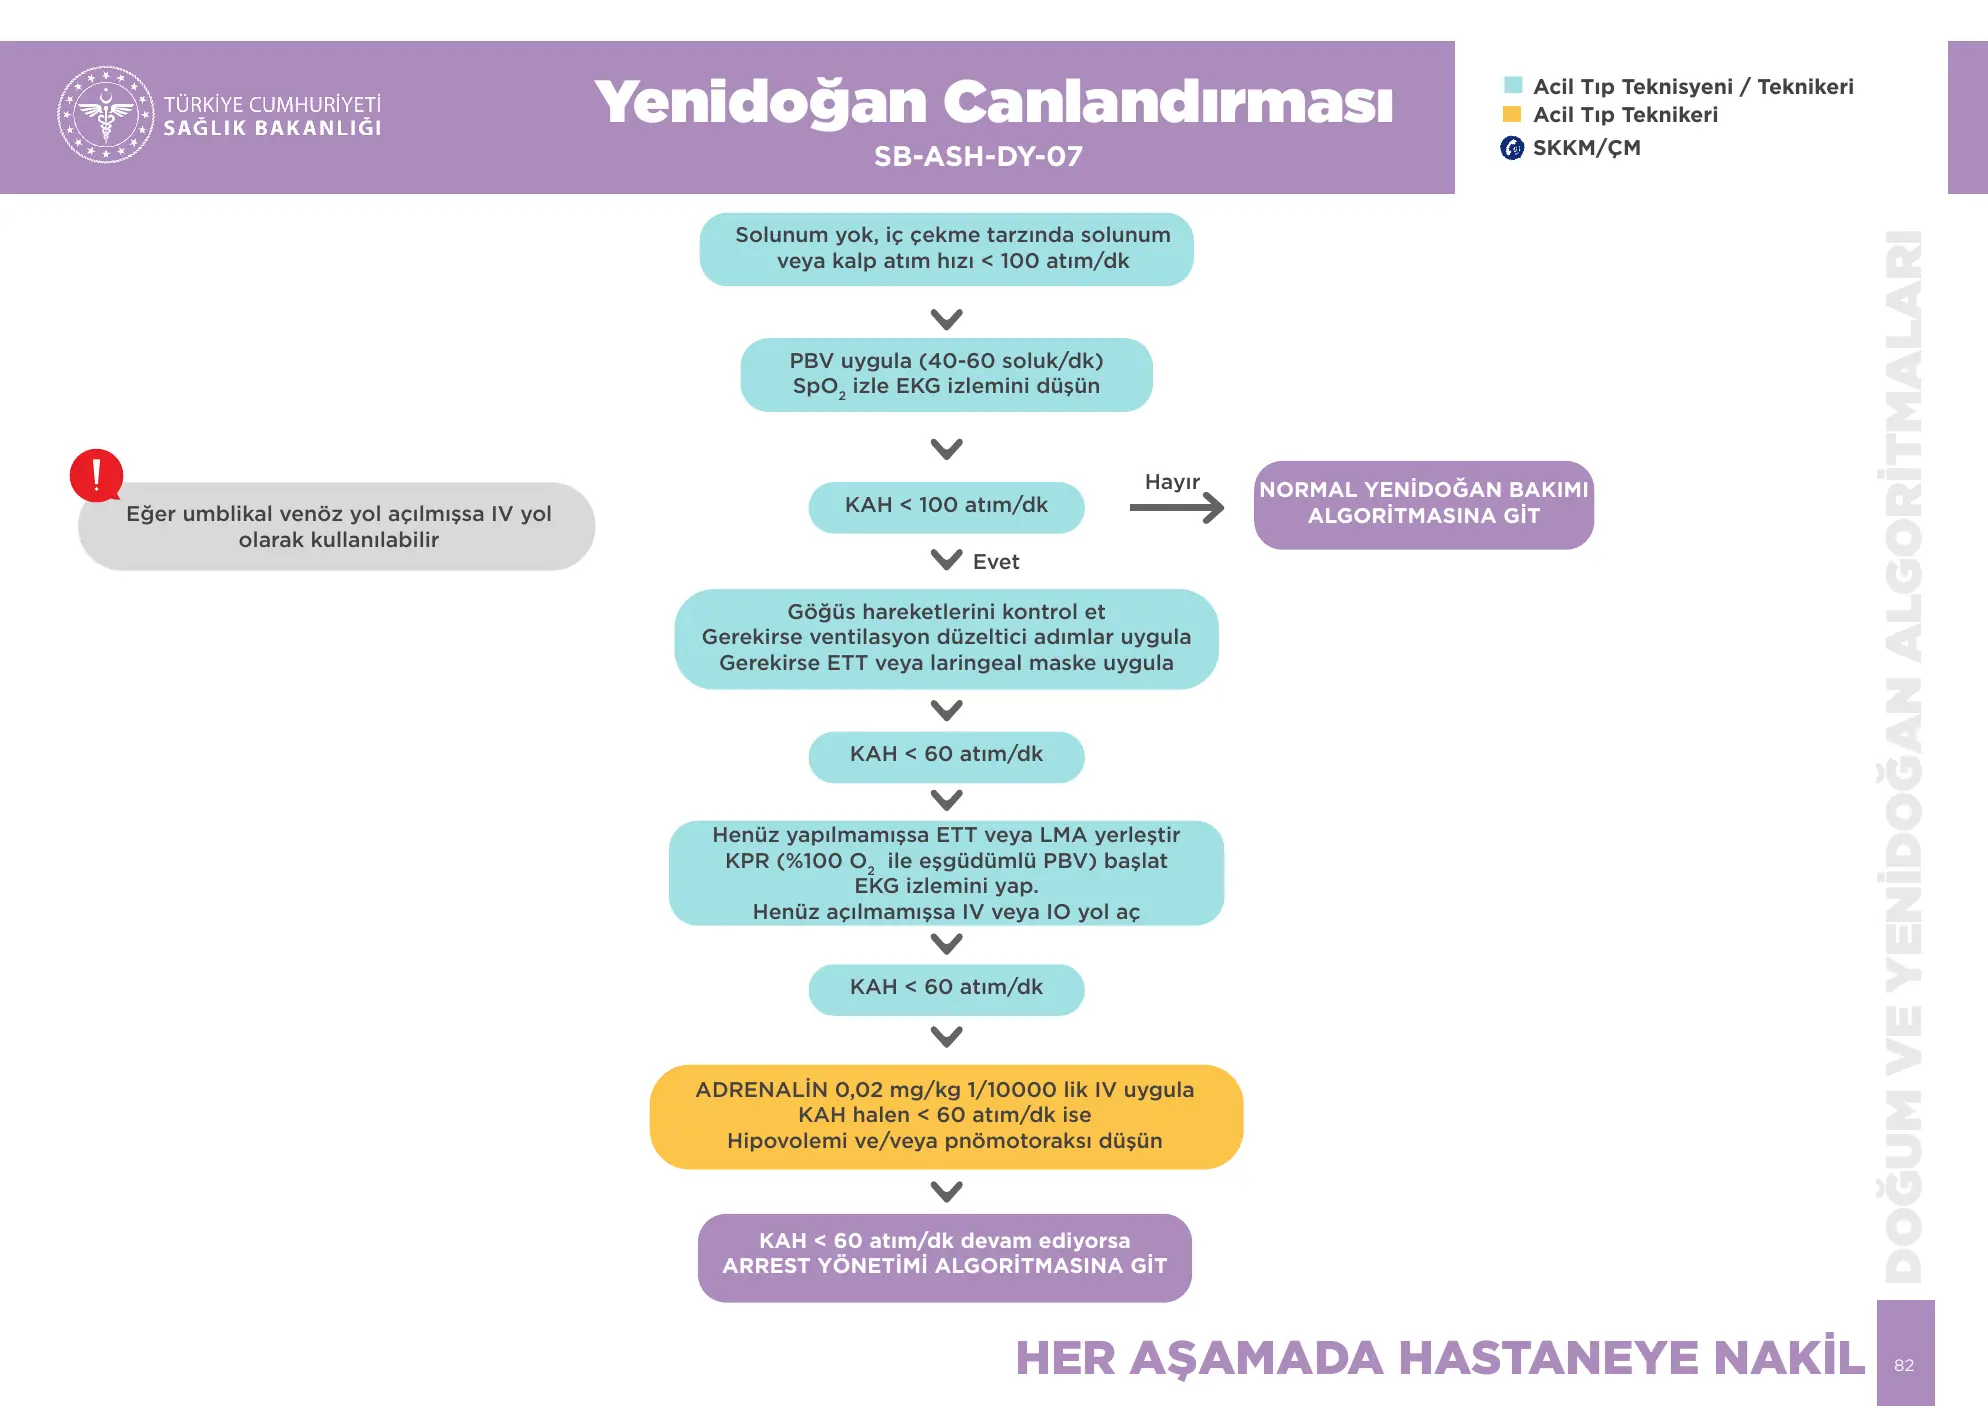 TÜRKİYE CUMHURİYETİ
SAĞLIK BAKANLIĞI
Yenidoğan Canlandırması
SB-ASH-DY-07
Acil Tıp Teknisyeni / Teknikeri
Acil Tıp Teknikeri
SKKM/ÇM
Solunum yok, iç çekme tarzında solunum
veya kalp atım hızı < 100 atım/dk
PBV uygula (40-60 soluk/dk)
SpO₂ izle EKG izlemini düşün
!
Eğer umblikal venöz yol açılmışsa IV yol
olarak kullanılabilir
KAH < 100 atım/dk
Hayır
NORMAL YENİDOĞAN BAKIMI
ALGORİTMASINA GİT
Evet
Göğüs hareketlerini kontrol et
Gerekirse ventilasyon düzeltici adımlar uygula
Gerekirse ETT veya laringeal maske uygula
KAH < 60 atım/dk
Henüz yapılmamışsa ETT veya LMA yerleştir
KPR (%100 O₂ ile eşgüdümlü PBV) başlat
EKG izlemini yap.
Henüz açılmamışsa IV veya IO yol aç
KAH < 60 atım/dk
ADRENALİN 0,02 mg/kg 1/10000 lik IV uygula
KAH halen < 60 atım/dk ise
Hipovolemi ve/veya pnömotoraksı düşün
KAH < 60 atım/dk devam ediyorsa
ARREST YÖNETİMİ ALGORİTMASINA GİT
DOĞUM VE YENİDOĞAN ALGORİTMALARI
HER AŞAMADA HASTANEYE NAKİL
82